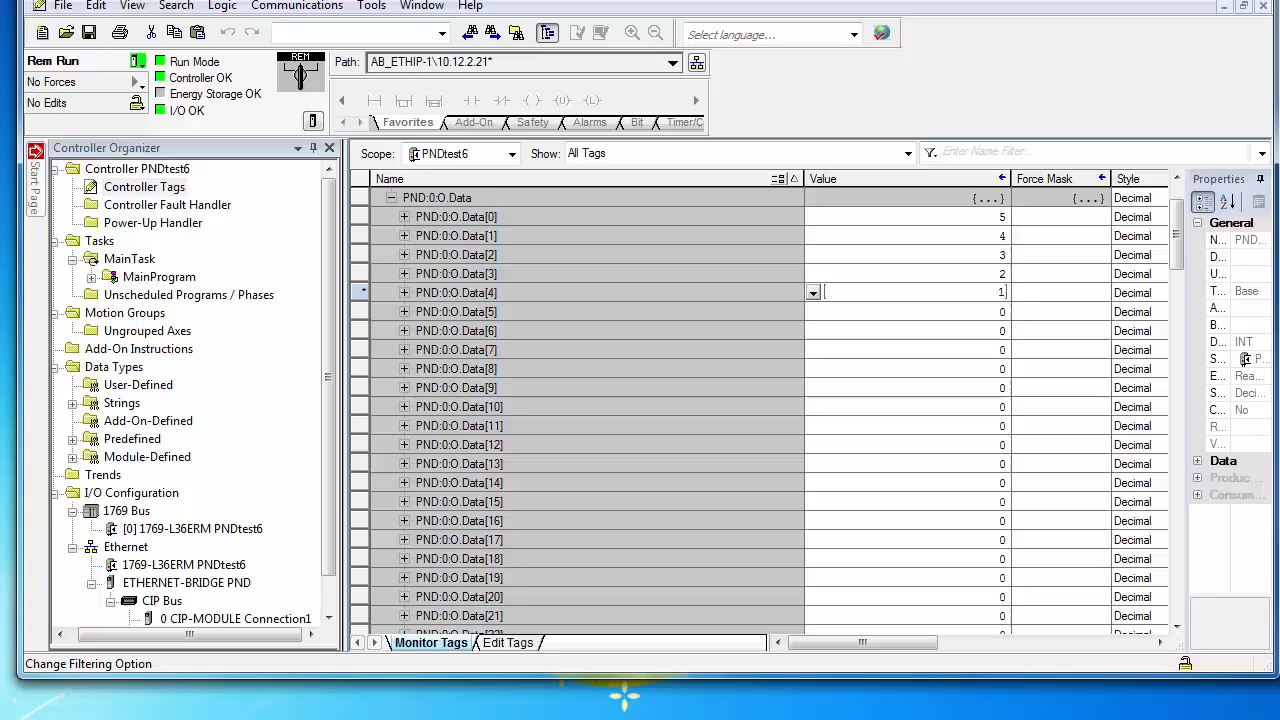 File Edit View Search Logic Communications Tools Window Help
Select language...
Rem Run
No Forces
No Edits
Run Mode
Controller OK
Energy Storage OK
I/O OK
REM
Path: AB_ETHIP-1\10.12.2.21*
Favorites Add-On Safety Alarms Bit Timer/C
Start Page
Controller Organizer
Controller PNDtest6
Controller Tags
Controller Fault Handler
Power-Up Handler
Tasks
MainTask
MainProgram
Unscheduled Programs / Phases
Motion Groups
Ungrouped Axes
Add-On Instructions
Data Types
User-Defined
Strings
Add-On-Defined
Predefined
Module-Defined
Trends
I/O Configuration
1769 Bus
[0] 1769-L36ERM PNDtest6
Ethernet
1769-L36ERM PNDtest6
ETHERNET-BRIDGE PND
CIP Bus
0 CIP-MODULE Connection1
Scope: PNDtest6 Show: All Tags Enter Name Filter...
Name Value Force Mask Style
PND:0:O.Data {...} {...} Decimal
PND:0:O.Data[0] 5 Decimal
PND:0:O.Data[1] 4 Decimal
PND:0:O.Data[2] 3 Decimal
PND:0:O.Data[3] 2 Decimal
PND:0:O.Data[4] 1 Decimal
PND:0:O.Data[5] 0 Decimal
PND:0:O.Data[6] 0 Decimal
PND:0:O.Data[7] 0 Decimal
PND:0:O.Data[8] 0 Decimal
PND:0:O.Data[9] 0 Decimal
PND:0:O.Data[10] 0 Decimal
PND:0:O.Data[11] 0 Decimal
PND:0:O.Data[12] 0 Decimal
PND:0:O.Data[13] 0 Decimal
PND:0:O.Data[14] 0 Decimal
PND:0:O.Data[15] 0 Decimal
PND:0:O.Data[16] 0 Decimal
PND:0:O.Data[17] 0 Decimal
PND:0:O.Data[18] 0 Decimal
PND:0:O.Data[19] 0 Decimal
PND:0:O.Data[20] 0 Decimal
PND:0:O.Data[21] 0 Decimal
Monitor Tags Edit Tags
Properties
General
N... PND...
D...
U...
T... Base
A...
B...
D... INT
S... P...
E... Rea...
S... Deci...
C... No
R...
V...
Data
Produc...
Consum...
Change Filtering Option